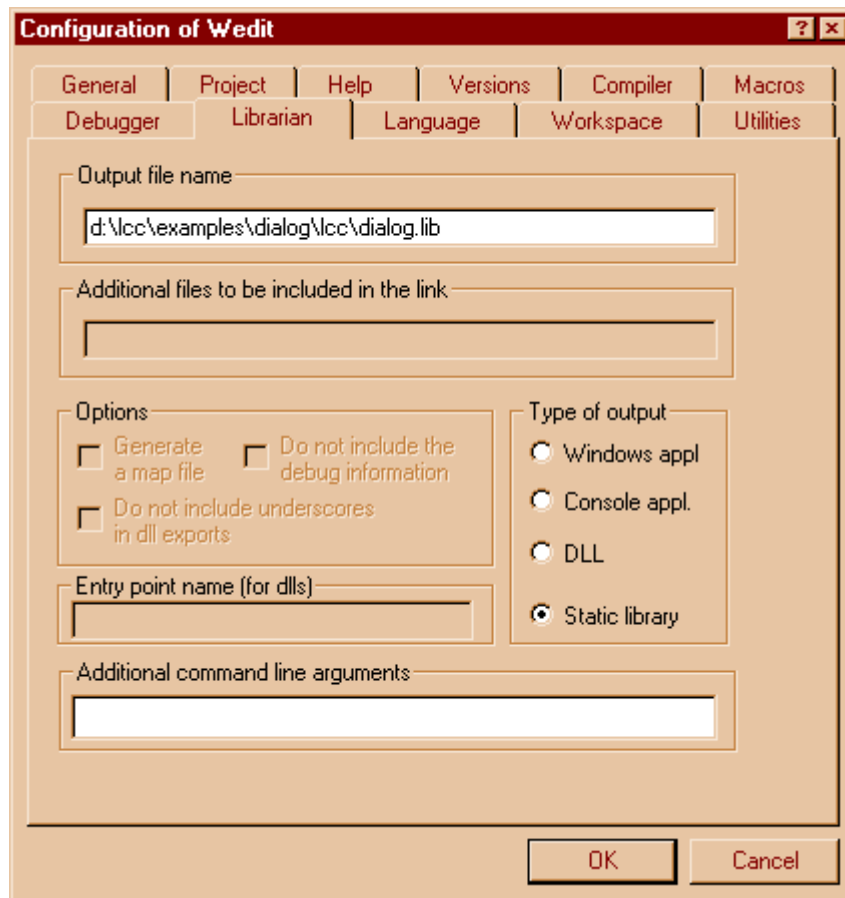 Configuration of Wedit
General Project Help Versions Compiler Macros
Debugger Librarian Language Workspace Utilities
Output file name
d:\lcc\examples\dialog\lcc\dialog.lib
Additional files to be included in the link
Options
Generate
a map file
Do not include the
debug information
Do not include underscores
in dll exports
Type of output
Windows appl
Console appl.
DLL
Static library
Entry point name (for dlls)
Additional command line arguments
OK Cancel